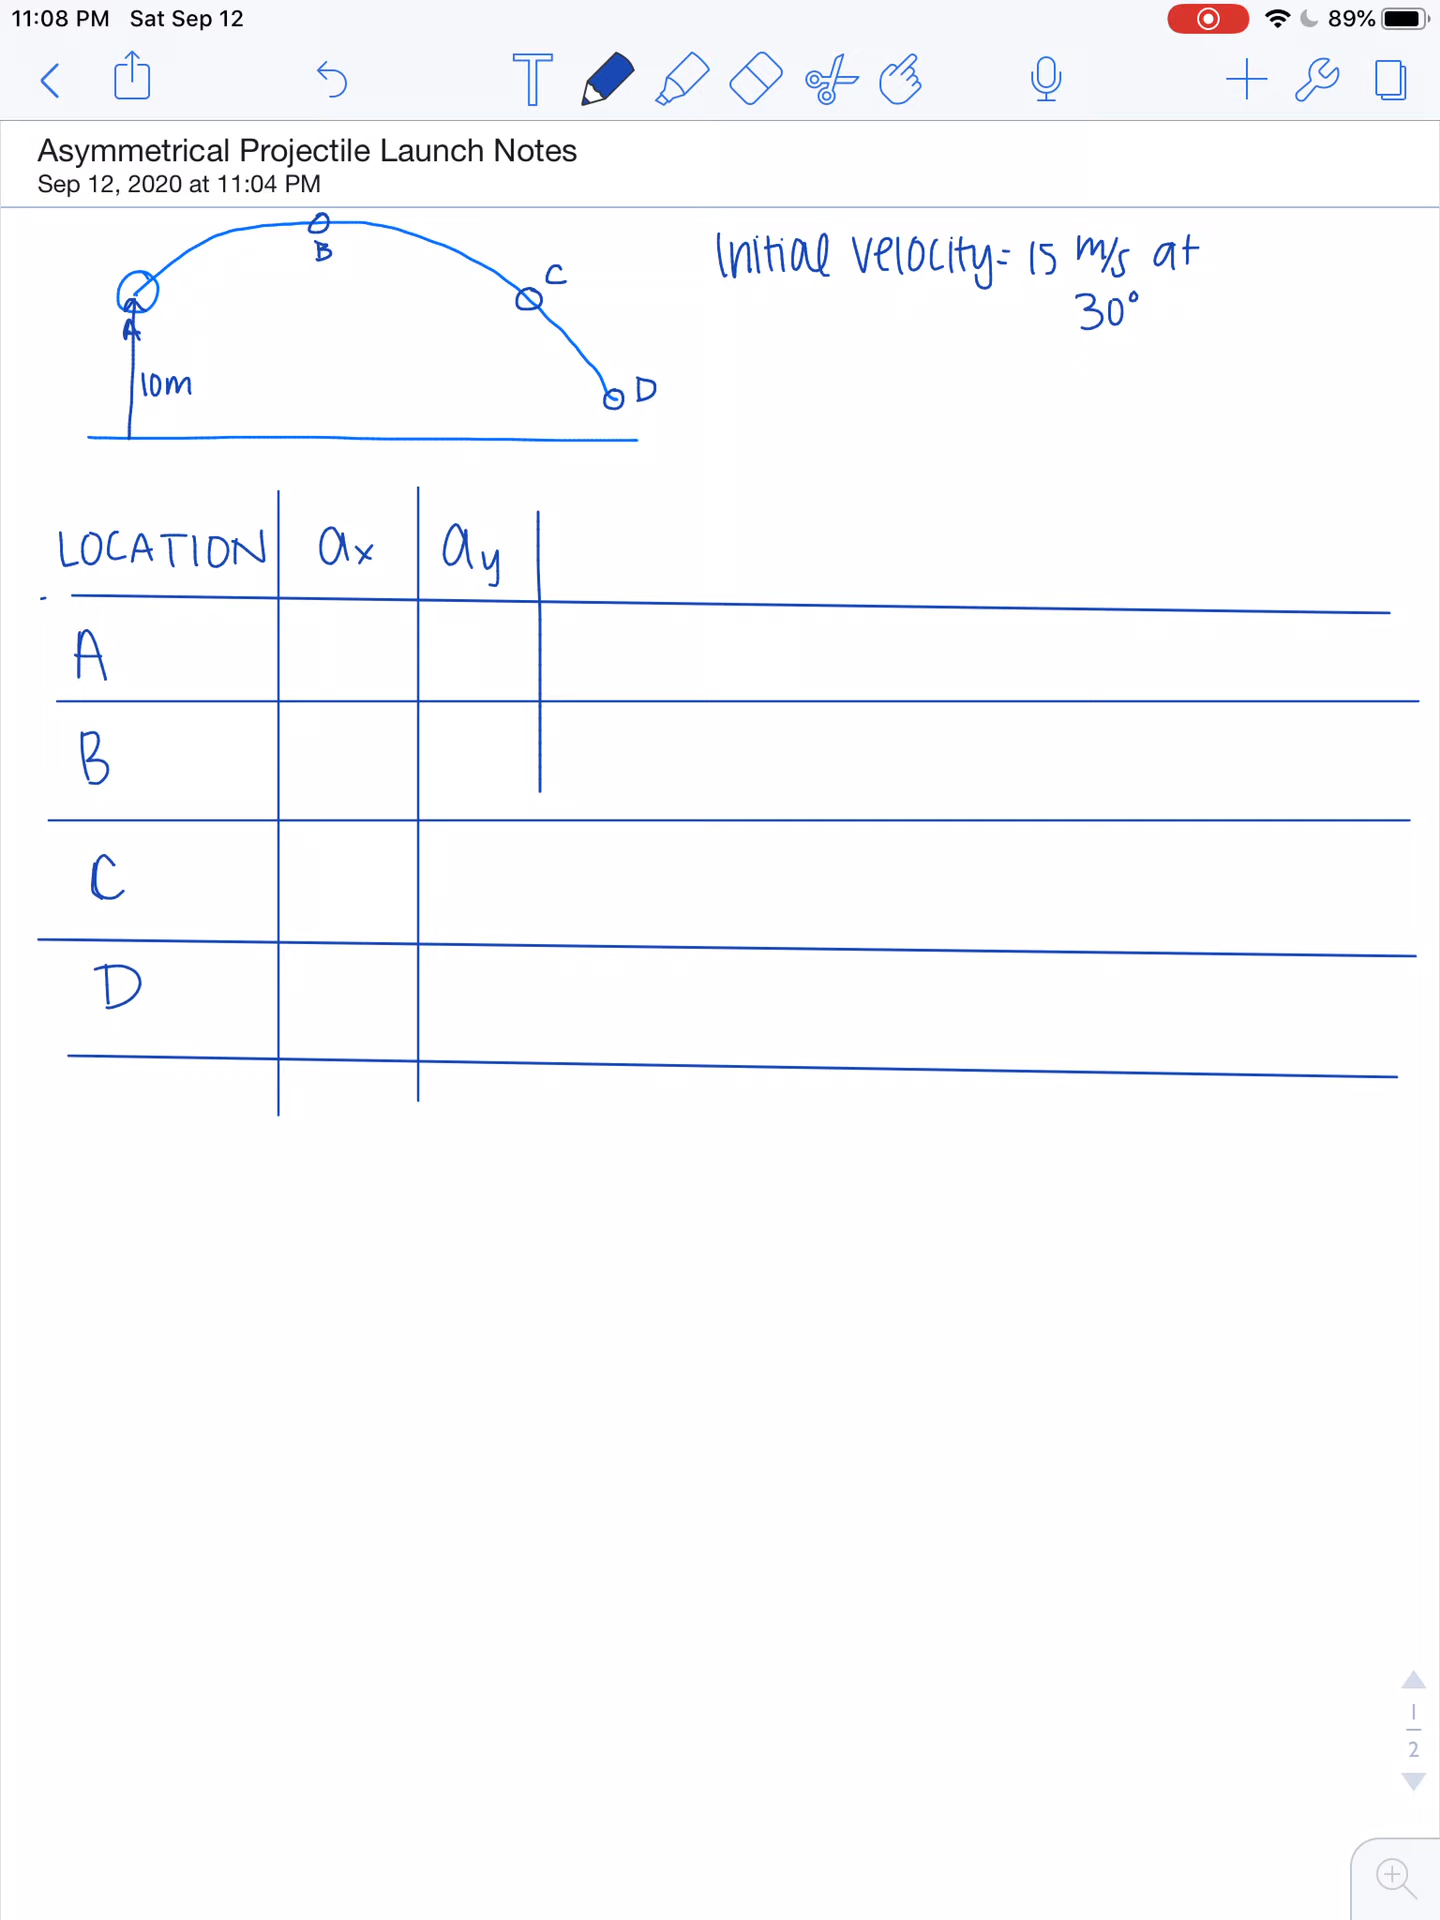 11:08 PM Sat Sep 12
89%
T
Asymmetrical Projectile Launch Notes
Sep 12, 2020 at 11:04 PM
B
C
A
10m
D
Initial velocity = 15 m/s at
30°
LOCATION ax ay
A
B
C
D
1
2